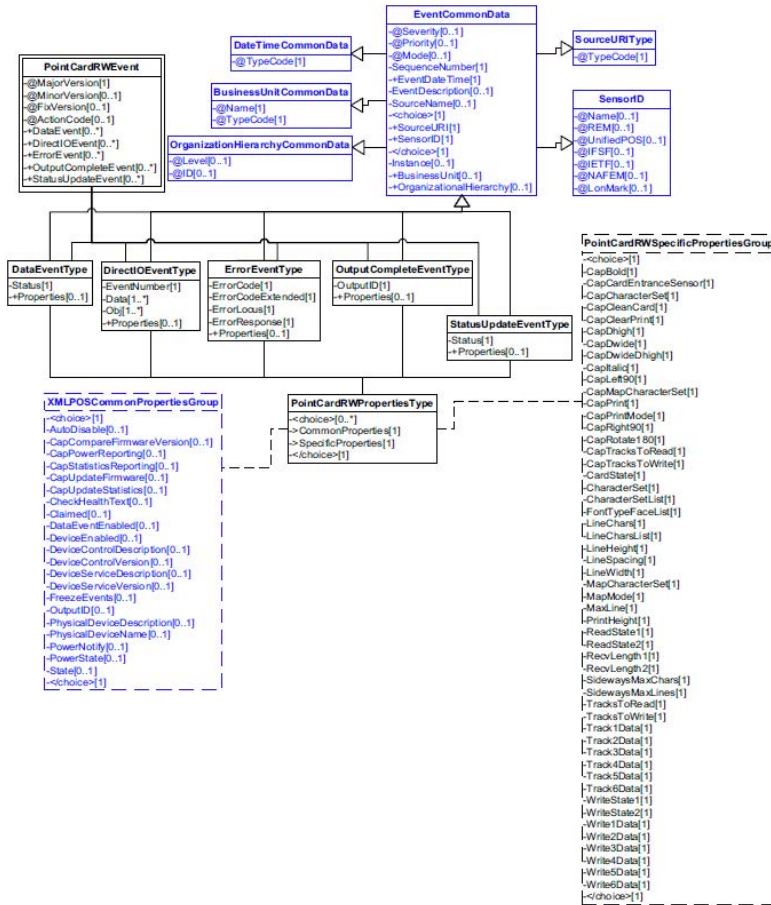 EventCommonData
-@Severity[0..1]
-@Priority[0..1]
-@Mode[0..1]
-SequenceNumber[1]
-+EventDateTime[1]
-EventDescription[0..1]
-SourceName[0..1]
-<choice>[1]
-+SourceURI[1]
-+SensorID[1]
-</choice>[1]
-Instance[0..1]
-+BusinessUnit[0..1]
-+OrganizationalHierarchy[0..1]
DateTimeCommonData
-@TypeCode[1]
BusinessUnitCommonData
-@Name[1]
-@TypeCode[1]
OrganizationHierarchyCommonData
-@Level[0..1]
-@ID[0..1]
SourceURIType
-@TypeCode[1]
SensorID
-@Name[0..1]
-@REM[0..1]
-@UnifiedPOS[0..1]
-@IFSF[0..1]
-@IETF[0..1]
-@NAFEM[0..1]
-@LonMark[0..1]
PointCardRWEvent
-@MajorVersion[1]
-@MinorVersion[0..1]
-@FixVersion[0..1]
-@ActionCode[0..1]
-+DataEvent[0..*]
-+DirectIOEvent[0..*]
-+ErrorEvent[0..*]
-+OutputCompleteEvent[0..*]
-+StatusUpdateEvent[0..*]
DataEventType
-Status[1]
-+Properties[0..1]
DirectIOEventType
-EventNumber[1]
-Data[1..*]
-Obj[1..*]
-+Properties[0..1]
ErrorEventType
-ErrorCode[1]
-ErrorCodeExtended[1]
-ErrorLocus[1]
-ErrorResponse[1]
-+Properties[0..1]
OutputCompleteEventType
-OutputID[1]
-+Properties[0..1]
StatusUpdateEventType
-Status[1]
-+Properties[0..1]
XMLPOSCommonPropertiesGroup
-<choice>[1]
-AutoDisable[0..1]
-CapCompareFirmwareVersion[0..1]
-CapPowerReporting[0..1]
-CapStatisticsReporting[0..1]
-CapUpdateFirmware[0..1]
-CapUpdateStatistics[0..1]
-CheckHealthText[0..1]
-Claimed[0..1]
-DataEventEnabled[0..1]
-DeviceEnabled[0..1]
-DeviceControlDescription[0..1]
-DeviceControlVersion[0..1]
-DeviceServiceDescription[0..1]
-DeviceServiceVersion[0..1]
-FreezeEvents[0..1]
-OutputID[0..1]
-PhysicalDeviceDescription[0..1]
-PhysicalDeviceName[0..1]
-PowerNotify[0..1]
-PowerState[0..1]
-State[0..1]
-</choice>[1]
PointCardRWPropertiesType
-<choice>[0..*]
->CommonProperties[1]
->SpecificProperties[1]
-</choice>[1]
PointCardRWSpecificPropertiesGroup
-<choice>[1]
-CapBold[1]
-CapCardEntranceSensor[1]
-CapCharacterSet[1]
-CapCleanCard[1]
-CapClearPrint[1]
-CapDhigh[1]
-CapDwide[1]
-CapDwideDhigh[1]
-CapItalic[1]
-CapLeft90[1]
-CapMapCharacterSet[1]
-CapPrint[1]
-CapPrintMode[1]
-CapRight90[1]
-CapRotate180[1]
-CapTracksToRead[1]
-CapTracksToWrite[1]
-CardState[1]
-CharacterSet[1]
-CharacterSetList[1]
-FontTypeFaceList[1]
-LineChars[1]
-LineCharsList[1]
-LineHeight[1]
-LineSpacing[1]
-LineWidth[1]
-MapCharacterSet[1]
-MapMode[1]
-MaxLine[1]
-PrintHeight[1]
-ReadState1[1]
-ReadState2[1]
-RecvLength1[1]
-RecvLength2[1]
-SidewaysMaxChars[1]
-SidewaysMaxLines[1]
-TracksToRead[1]
-TracksToWrite[1]
-Track1Data[1]
-Track2Data[1]
-Track3Data[1]
-Track4Data[1]
-Track5Data[1]
-Track6Data[1]
-WriteState1[1]
-WriteState2[1]
-Write1Data[1]
-Write2Data[1]
-Write3Data[1]
-Write4Data[1]
-Write5Data[1]
-Write6Data[1]
-</choice>[1]